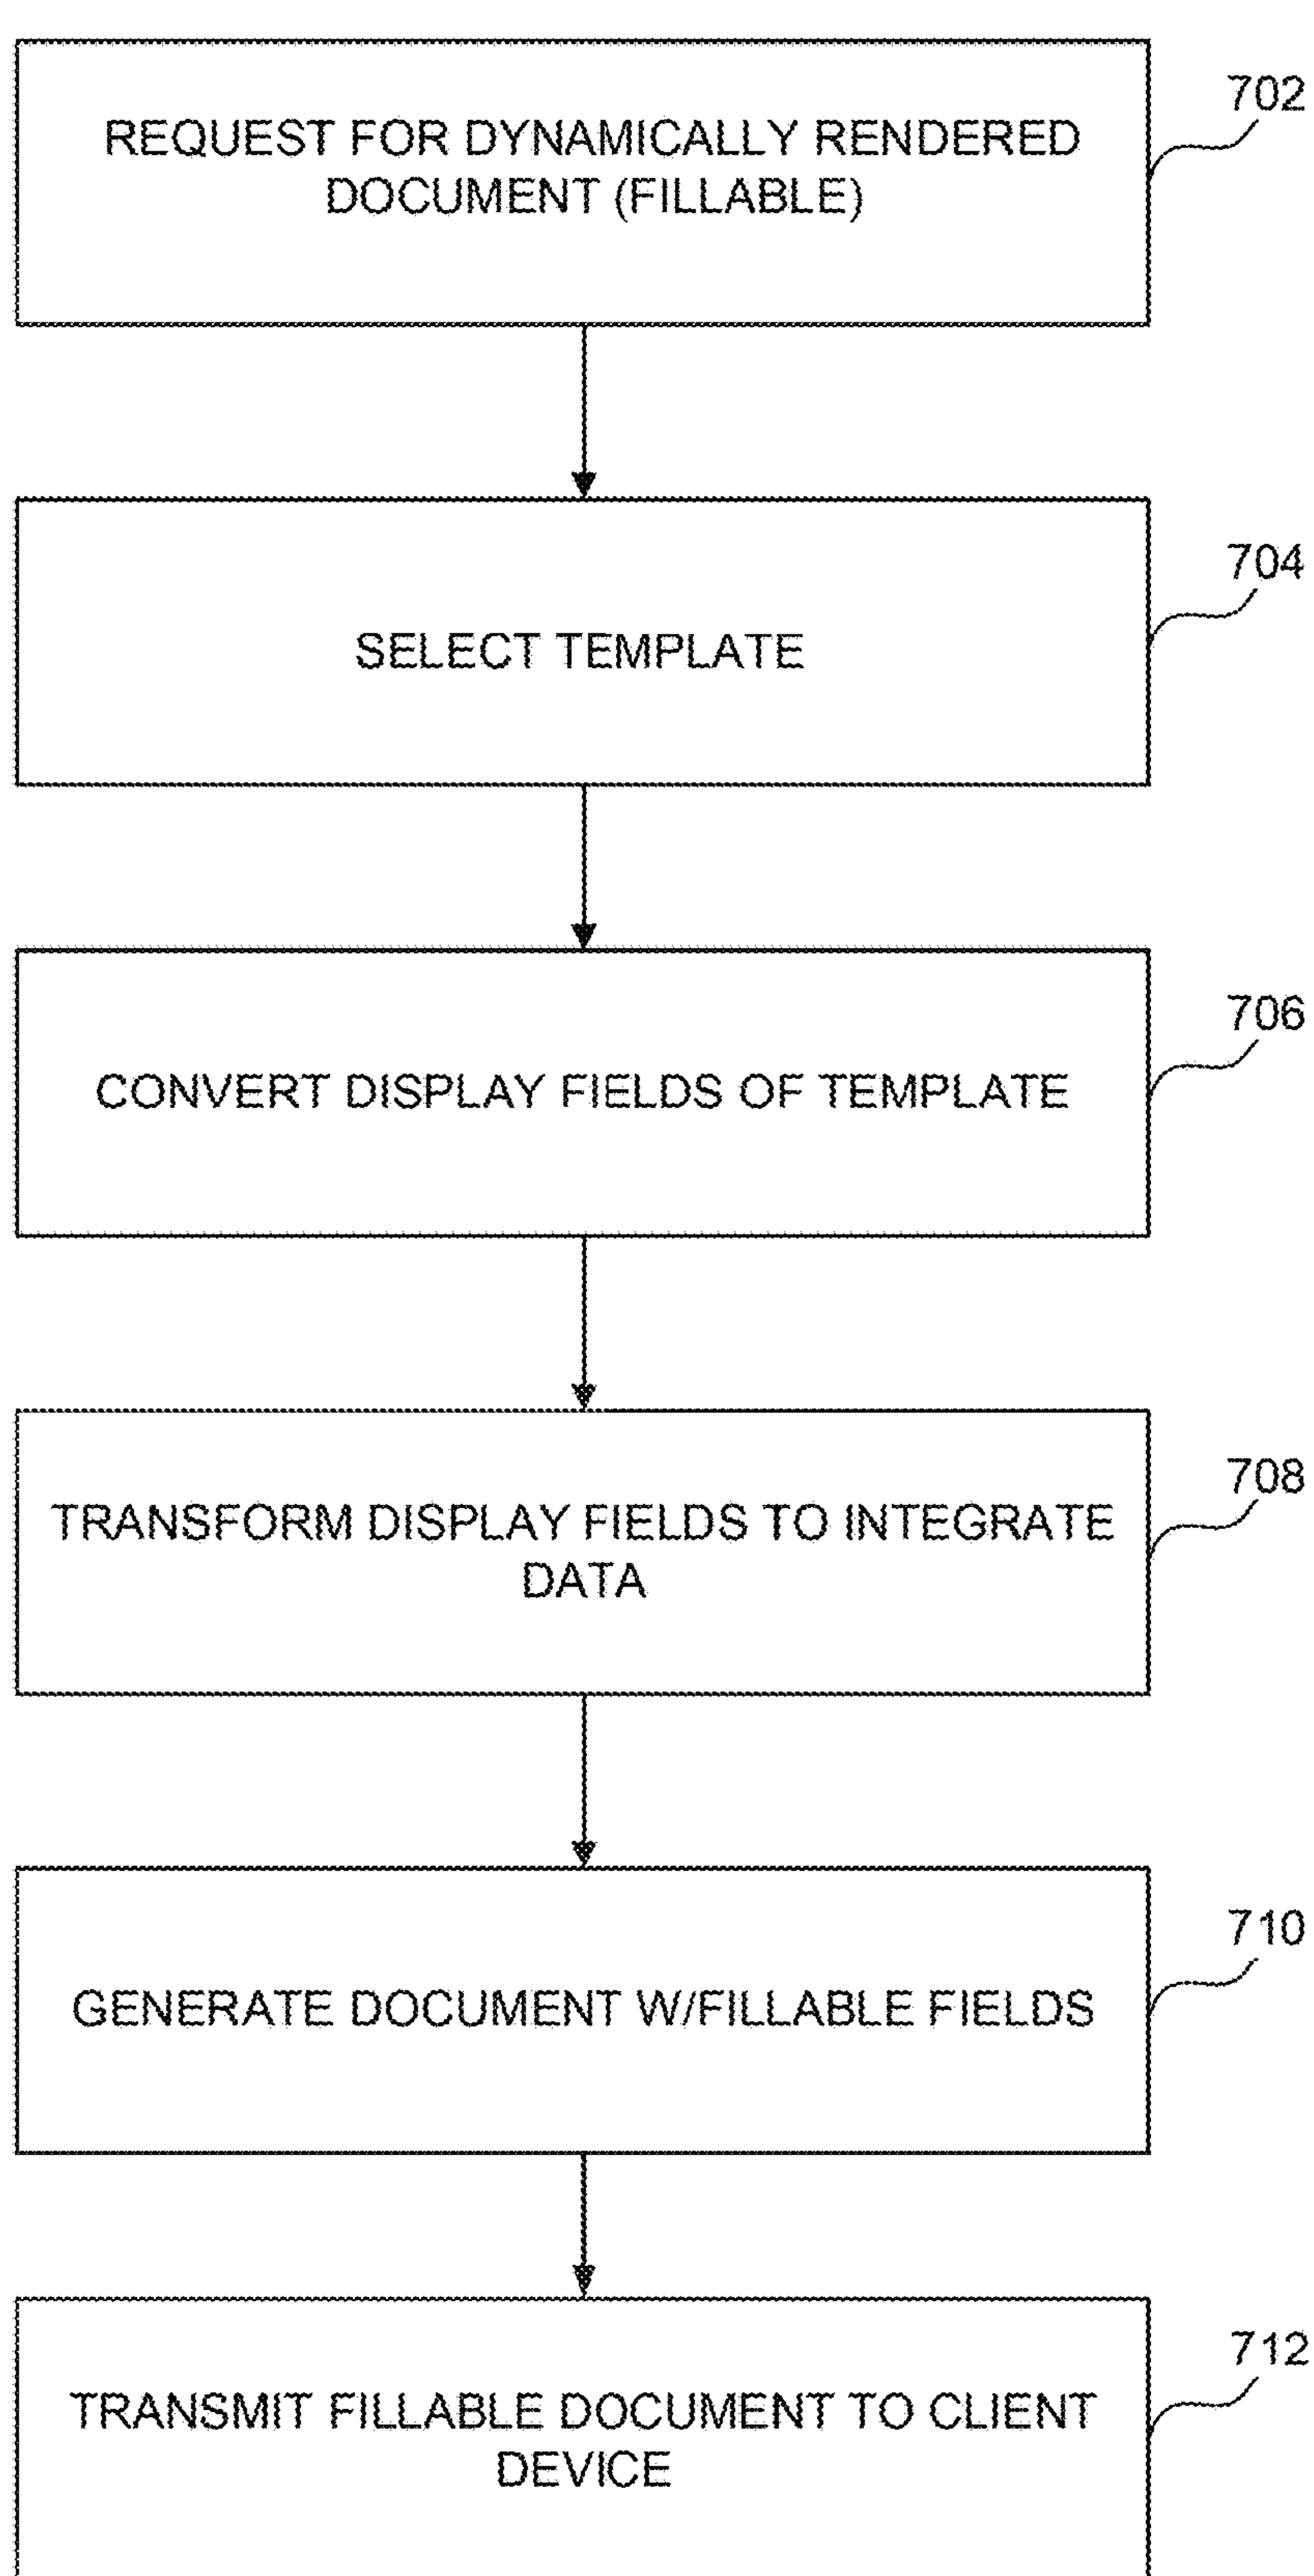 702
REQUEST FOR DYNAMICALLY RENDERED
DOCUMENT (FILLABLE)
704
SELECT TEMPLATE
706
CONVERT DISPLAY FIELDS OF TEMPLATE
708
TRANSFORM DISPLAY FIELDS TO INTEGRATE
DATA
710
GENERATE DOCUMENT W/FILLABLE FIELDS
712
TRANSMIT FILLABLE DOCUMENT TO CLIENT
DEVICE